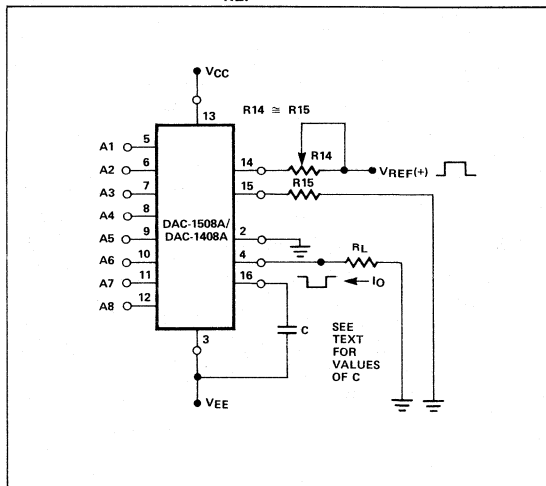 VCC
13
R14 ≅ R15
A1 5
A2 6
A3 7
A4 8
A5 9
A6 10
A7 11
A8 12
DAC-1508A/
DAC-1408A
14
R14
VREF(+)
15
R15
2
4
RL
16
IO
C
SEE
TEXT
FOR
VALUES
OF C
3
VEE